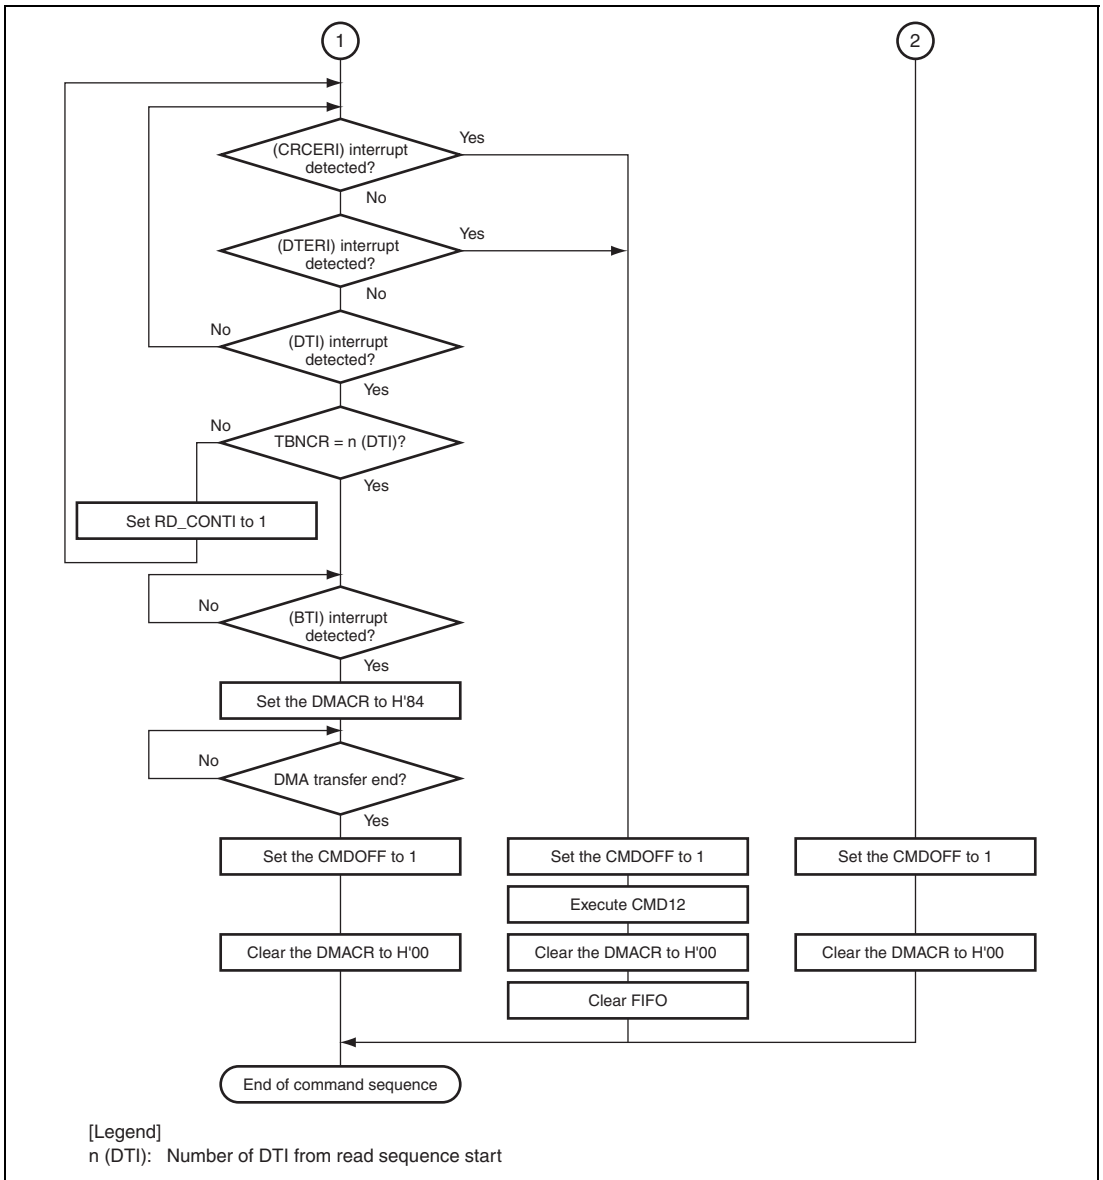 1
2
(CRCERI) interrupt
detected?
Yes
No
(DTERI) interrupt
detected?
Yes
No
(DTI) interrupt
detected?
No
Yes
TBNCR = n (DTI)?
No
Yes
Set RD_CONTI to 1
(BTI) interrupt
detected?
No
Yes
Set the DMACR to H'84
DMA transfer end?
No
Yes
Set the CMDOFF to 1
Set the CMDOFF to 1
Set the CMDOFF to 1
Execute CMD12
Clear the DMACR to H'00
Clear the DMACR to H'00
Clear the DMACR to H'00
Clear FIFO
End of command sequence
[Legend]
n (DTI): Number of DTI from read sequence start